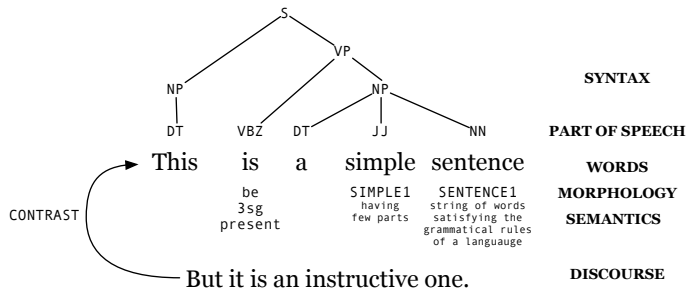 S
VP
NP NP SYNTAX
DT VBZ DT JJ NN PART OF SPEECH
This is a simple sentence WORDS
be SIMPLE1 SENTENCE1 MORPHOLOGY
3sg having string of words
present few parts satisfying the SEMANTICS
CONTRAST grammatical rules
of a languauge
But it is an instructive one. DISCOURSE